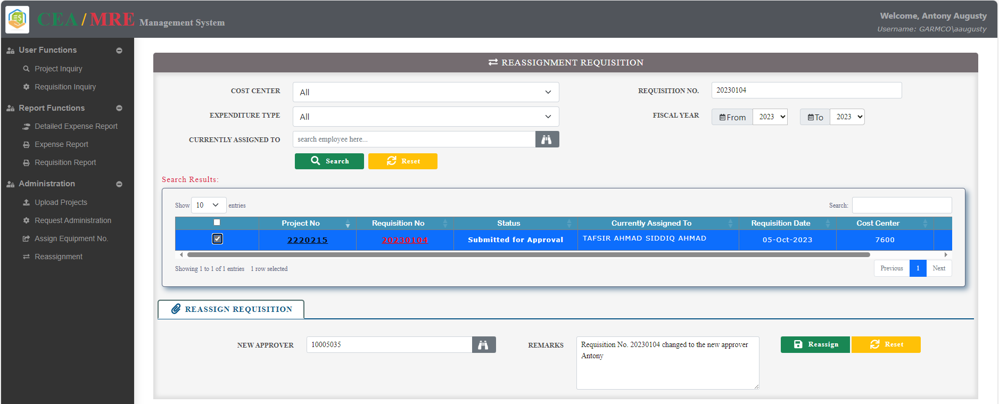 CEA/MRE Management System
Welcome, Antony Augusty
Username: GARMCO\aaugusty
User Functions
Project Inquiry
Requisition Inquiry
Report Functions
Detailed Expense Report
Expense Report
Requisition Report
Administration
Upload Projects
Request Administration
Assign Equipment No.
Reassignment
REASSIGNMENT REQUISITION
COST CENTER All REQUISITION NO. 20230104
EXPENDITURE TYPE All FISCAL YEAR From 2023 To 2023
CURRENTLY ASSIGNED TO search employee here...
Search Reset
Search Results:
Show 10 entries Search:
Project No Requisition No Status Currently Assigned To Requisition Date Cost Center
2220215 20230104 Submitted for Approval TAFSIR AHMAD SIDDIQ AHMAD 05-Oct-2023 7600
Showing 1 to 1 of 1 entries 1 row selected Previous 1 Next
REASSIGN REQUISITION
NEW APPROVER 10005035 REMARKS Requisition No. 20230104 changed to the new approver Reassign Reset
Antony